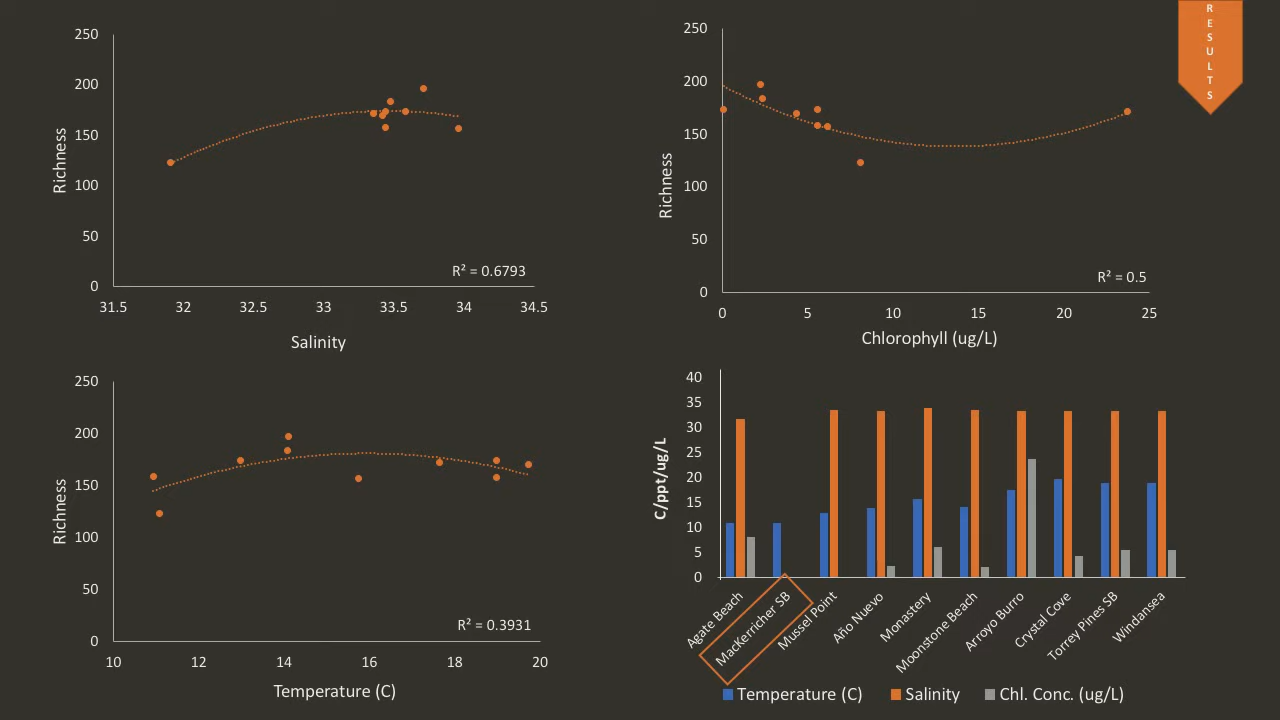 R
E
S
U
L
T
S
250
200
150
100
50
0
Richness
R² = 0.6793
31.5 32 32.5 33 33.5 34 34.5
Salinity
250
200
150
100
50
0
Richness
R² = 0.5
0 5 10 15 20 25
Chlorophyll (ug/L)
250
200
150
100
50
0
Richness
R² = 0.3931
10 12 14 16 18 20
Temperature (C)
40
35
30
25
20
15
10
5
0
C/ppt/ug/L
Agate Beach
MacKerricher SB
Mussel Point
Año Nuevo
Monastery
Moonstone Beach
Arroyo Burro
Crystal Cove
Torrey Pines SB
Windansea
Temperature (C) Salinity Chl. Conc. (ug/L)